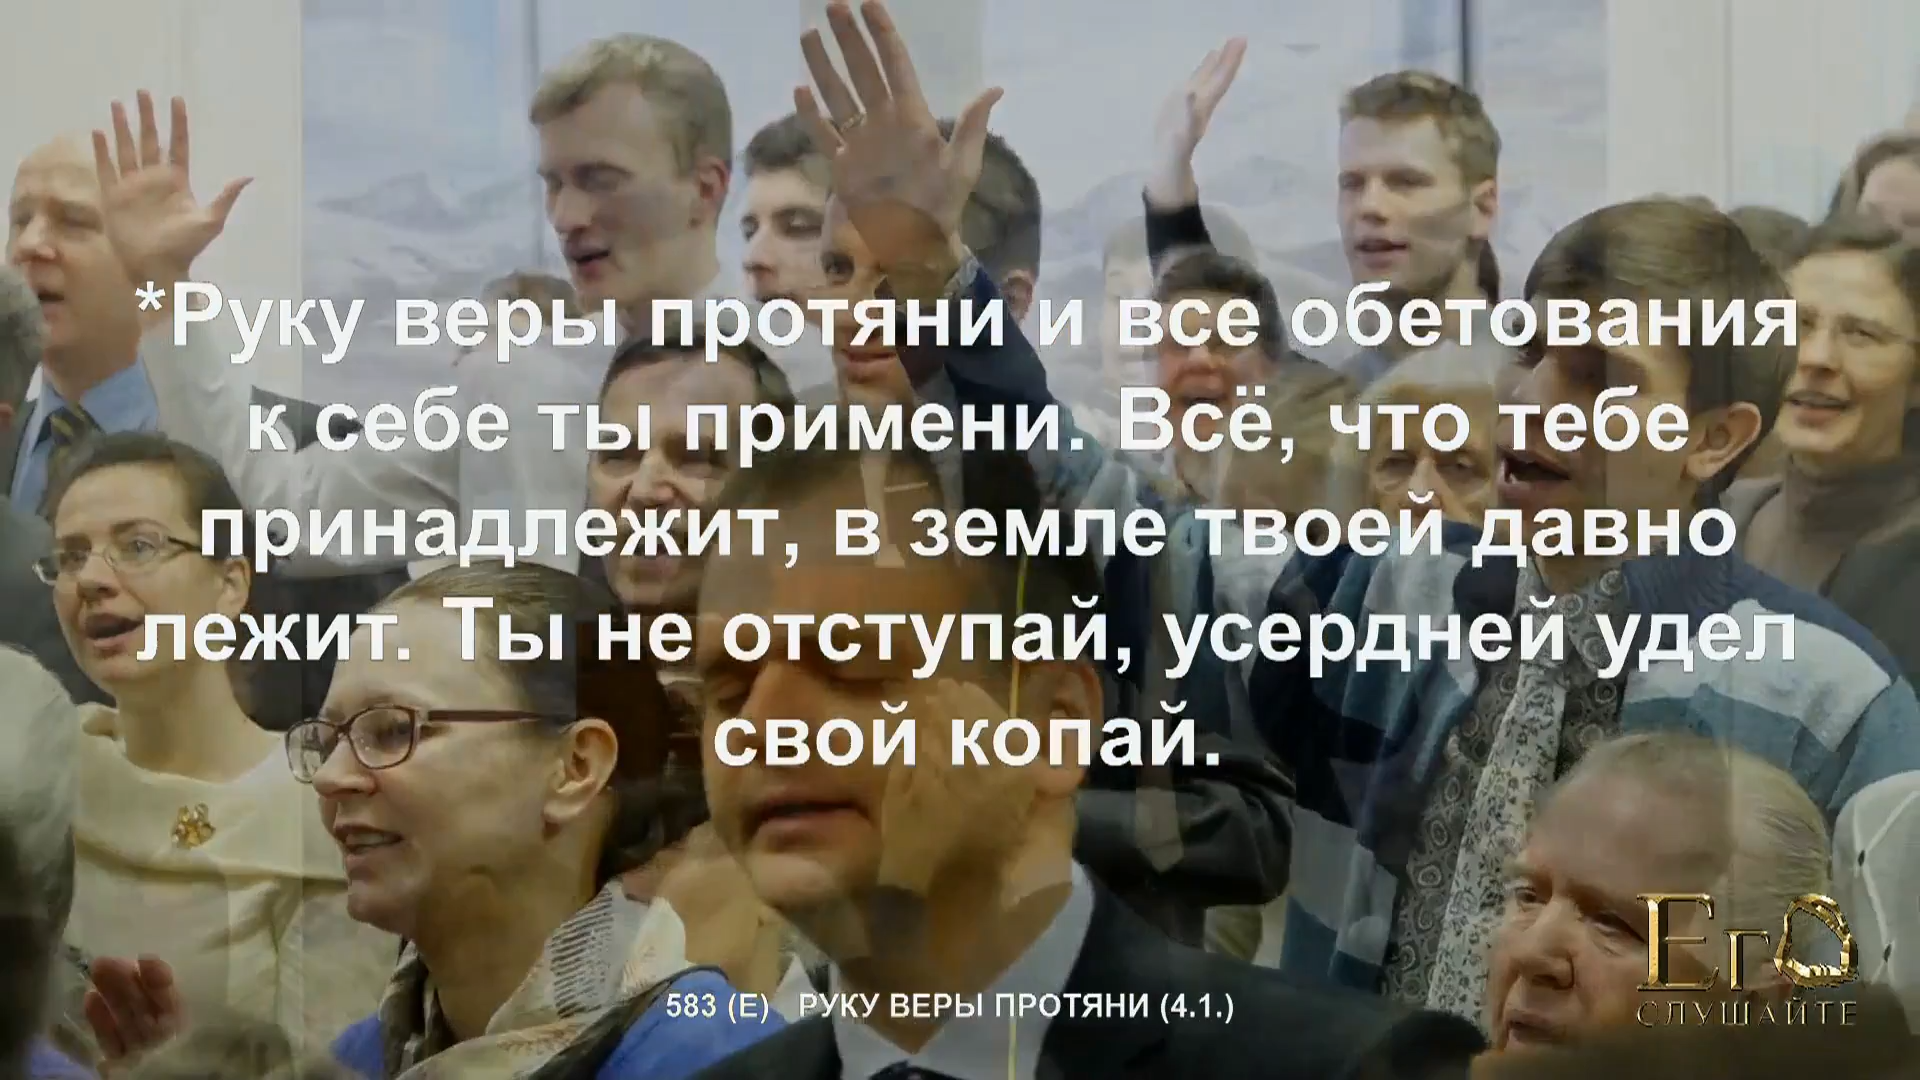 *Руку веры протяни и все обетования
к себе ты примени. Всё, что тебе
принадлежит, в земле твоей давно
лежит. Ты не отступай, усердней удел
свой копай.
583 (E) РУКУ ВЕРЫ ПРОТЯНИ (4.1.)
ЕгО
СЛУШАЙТЕ